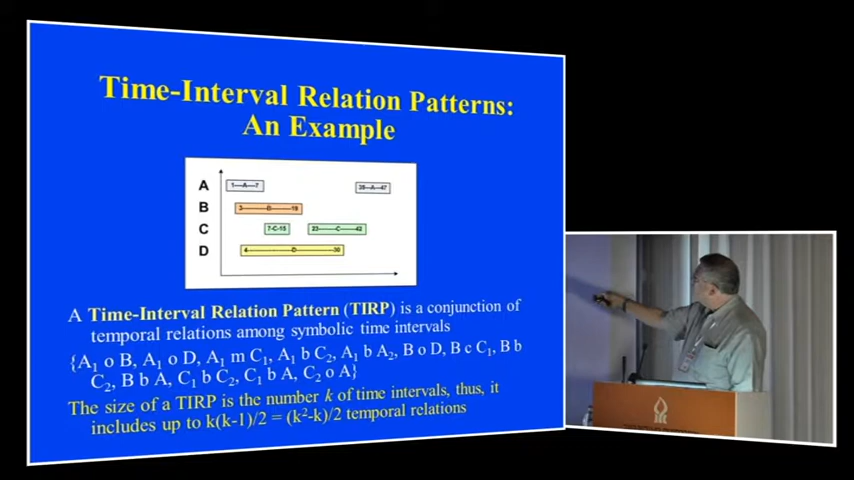 Time-Interval Relation Patterns:
An Example
A
1----A----7
A----47
B
3--------B--------19
C
7-C-15
23------C------42
D
4----------------D----------------30
A Time-Interval Relation Pattern (TIRP) is a conjunction of
temporal relations among symbolic time intervals
{A₁ o B, A₁ o D, A₁ m C₁, A₁ b C₂, A₁ b A₂, B o D, B c C₁, B b
C₂, B b A, C₁ b C₂, C₁ b A, C₂ o A}
The size of a TIRP is the number k of time intervals, thus, it
includes up to k(k-1)/2 = (k²-k)/2 temporal relations